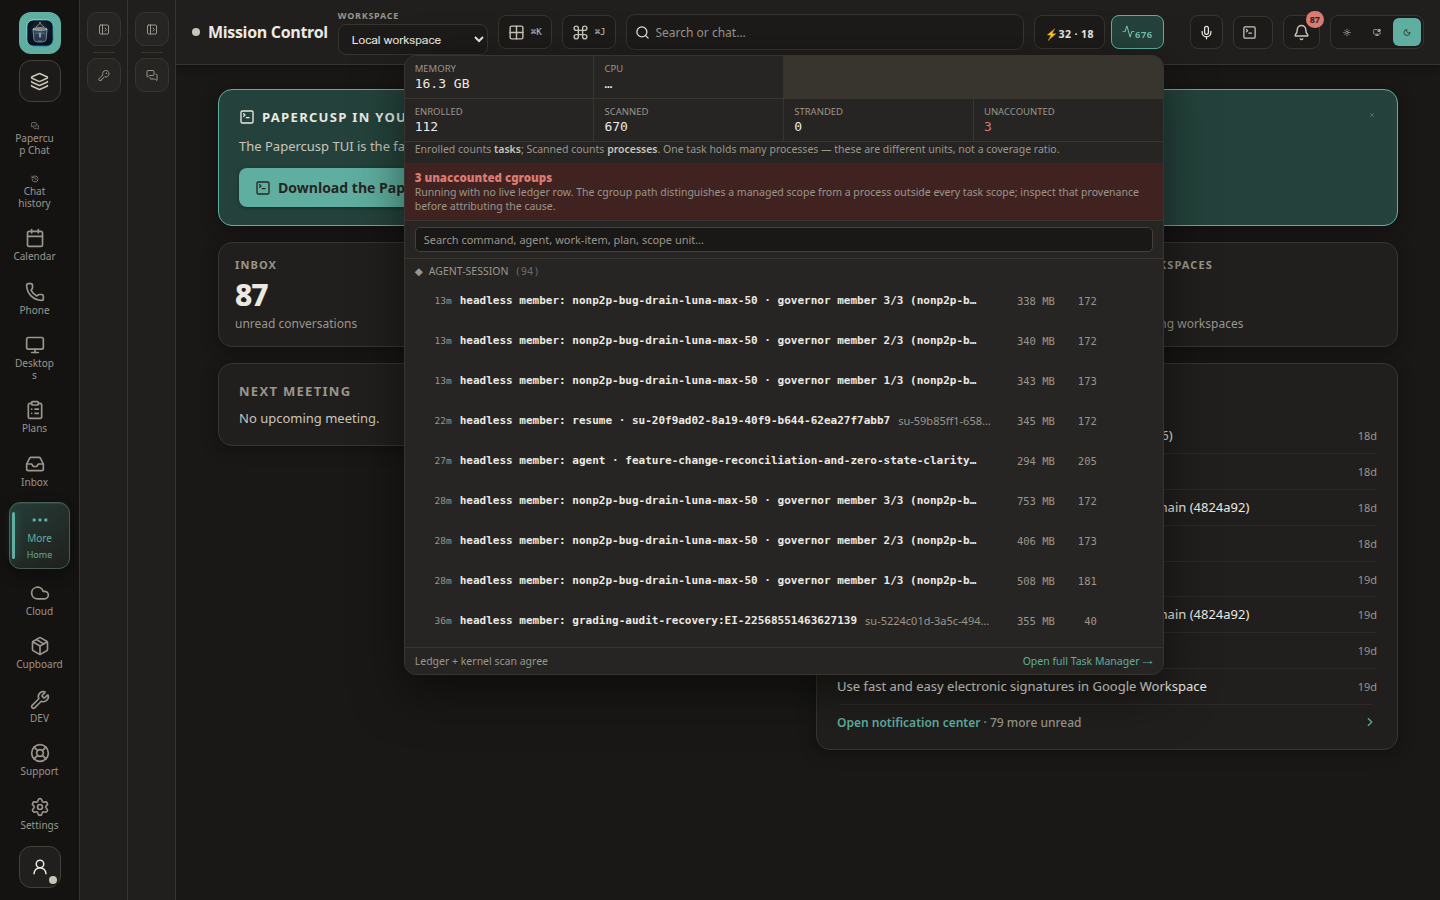 Mission Control
WORKSPACE
Local workspace
⌘K
⌘J
Search or chat...
⚡32 · 18
676
87
Papercu
p Chat
Chat
history
Calendar
Phone
Desktop
s
Plans
Inbox
More
Home
Cloud
Cupboard
DEV
Support
Settings
PAPERCUSP IN YOU
The Papercusp TUI is the fa
Download the Pap
×
INBOX
87
unread conversations
KSPACES
ng workspaces
NEXT MEETING
No upcoming meeting.
MEMORY
16.3 GB
CPU
…
ENROLLED
112
SCANNED
670
STRANDED
0
UNACCOUNTED
3
Enrolled counts tasks; Scanned counts processes. One task holds many processes — these are different units, not a coverage ratio.
3 unaccounted cgroups
Running with no live ledger row. The cgroup path distinguishes a managed scope from a process outside every task scope; inspect that provenance
before attributing the cause.
Search command, agent, work-item, plan, scope unit...
◆ AGENT-SESSION (94)
13m headless member: nonp2p-bug-drain-luna-max-50 · governor member 3/3 (nonp2p-b… 338 MB 172
13m headless member: nonp2p-bug-drain-luna-max-50 · governor member 2/3 (nonp2p-b… 340 MB 172
13m headless member: nonp2p-bug-drain-luna-max-50 · governor member 1/3 (nonp2p-b… 343 MB 173
22m headless member: resume · su-20f9ad02-8a19-40f9-b644-62ea27f7abb7 su-59b85ff1-658… 345 MB 172
27m headless member: agent · feature-change-reconciliation-and-zero-state-clarity… 294 MB 205
28m headless member: nonp2p-bug-drain-luna-max-50 · governor member 3/3 (nonp2p-b… 753 MB 172
28m headless member: nonp2p-bug-drain-luna-max-50 · governor member 2/3 (nonp2p-b… 406 MB 173
28m headless member: nonp2p-bug-drain-luna-max-50 · governor member 1/3 (nonp2p-b… 508 MB 181
36m headless member: grading-audit-recovery:EI-22568551463627139 su-5224c01d-3a5c-494… 355 MB 40
Ledger + kernel scan agree
Open full Task Manager →
6) 18d
18d
main (4824a92) 18d
18d
19d
main (4824a92) 19d
19d
Use fast and easy electronic signatures in Google Workspace 19d
Open notification center · 79 more unread